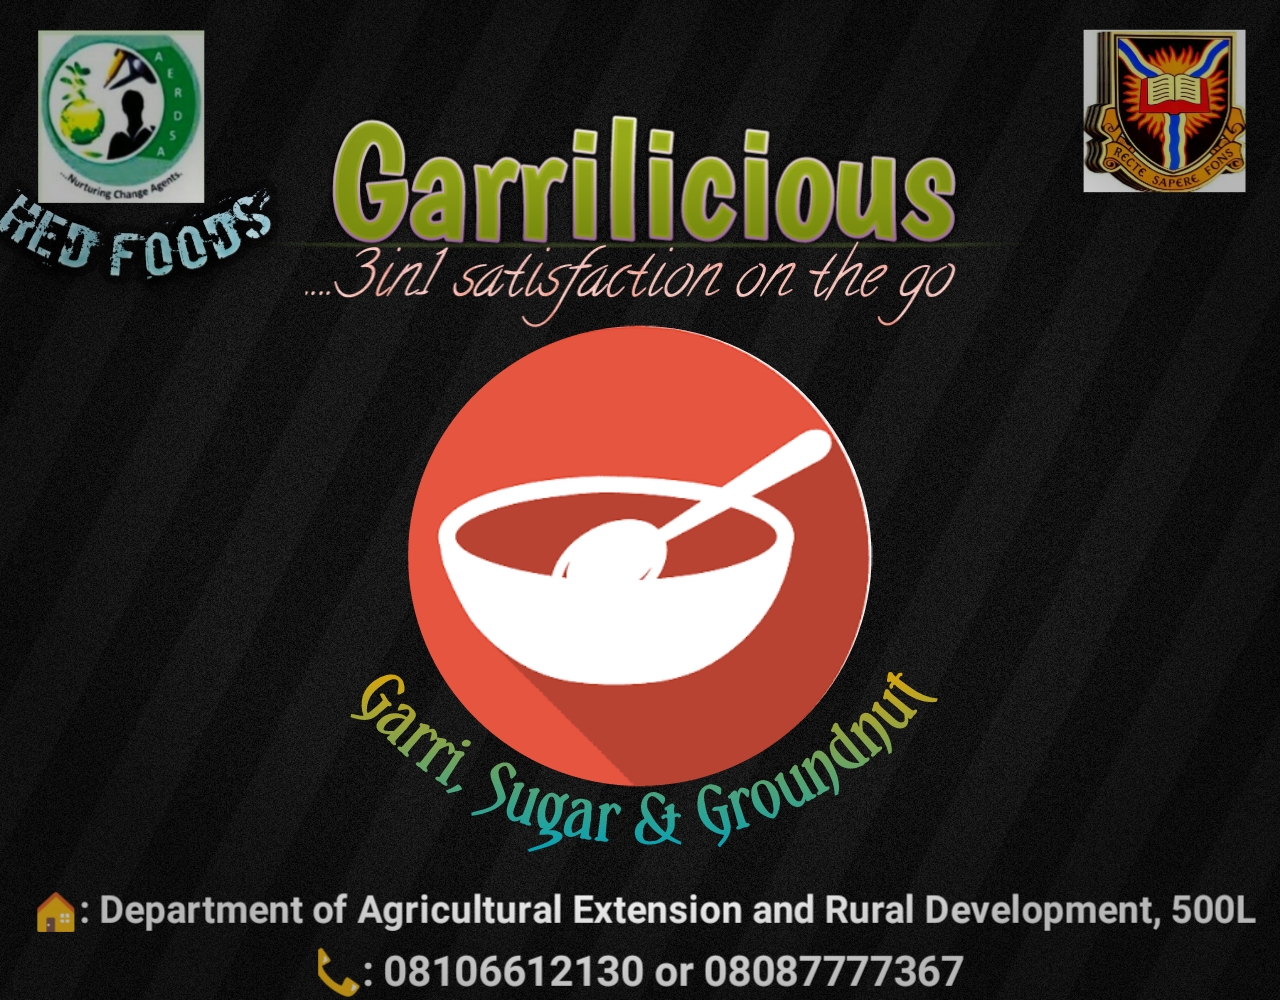 AERDSA
...Nurturing Change Agents.
RECTE SAPERE FONS
HED FOODS
Garrilicious
....3in1 satisfaction on the go
Garri, Sugar & Groundnut
: Department of Agricultural Extension and Rural Development, 500L
: 08106612130 or 08087777367